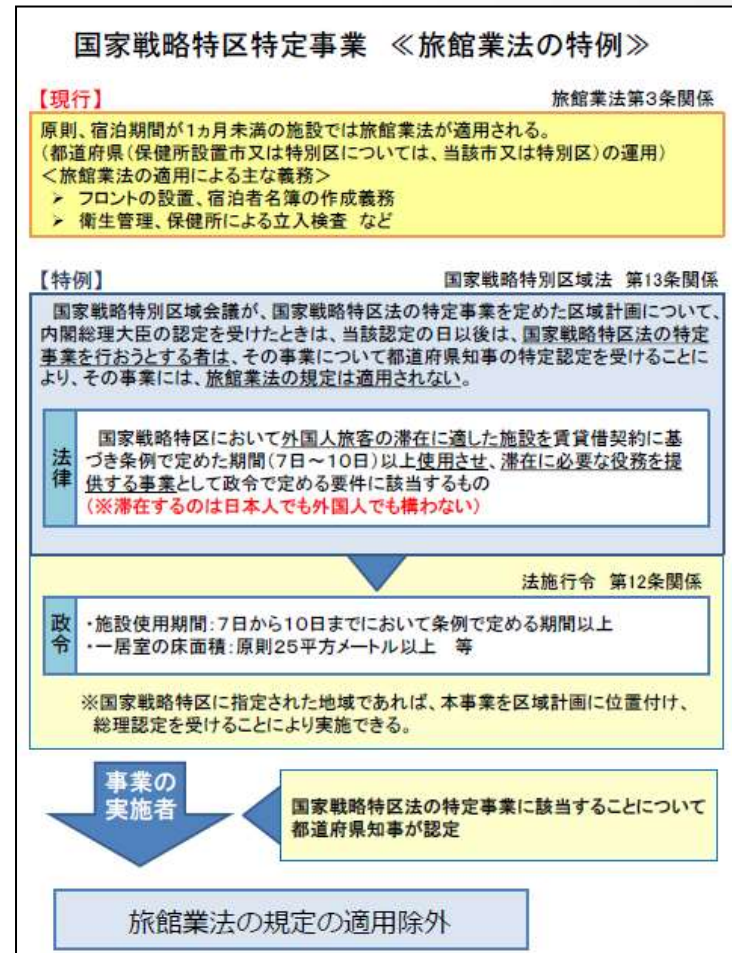 国家戦略特区特定事業 ≪旅館業法の特例≫
【現行】 旅館業法第3条関係
原則、宿泊期間が1ヵ月未満の施設では旅館業法が適用される。
(都道府県(保健所設置市又は特別区については、当該市又は特別区)の運用)
＜旅館業法の適用による主な義務＞
➢ フロントの設置、宿泊者名簿の作成義務
➢ 衛生管理、保健所による立入検査 など
【特例】 国家戦略特別区域法 第13条関係
国家戦略特別区域会議が、国家戦略特区法の特定事業を定めた区域計画について、
内閣総理大臣の認定を受けたときは、当該認定の日以後は、国家戦略特区法の特定
事業を行おうとする者は、その事業について都道府県知事の特定認定を受けることに
より、その事業には、旅館業法の規定は適用されない。
法律
国家戦略特区において外国人旅客の滞在に適した施設を賃貸借契約に基
づき条例で定めた期間(7日～10日)以上使用させ、滞在に必要な役務を提
供する事業として政令で定める要件に該当するもの
(※滞在するのは日本人でも外国人でも構わない)
法施行令 第12条関係
政令
・施設使用期間：7日から10日までにおいて条例で定める期間以上
・一居室の床面積：原則25平方メートル以上 等
※国家戦略特区に指定された地域であれば、本事業を区域計画に位置付け、
総理認定を受けることにより実施できる。
事業の
実施者
国家戦略特区法の特定事業に該当することについて
都道府県知事が認定
旅館業法の規定の適用除外